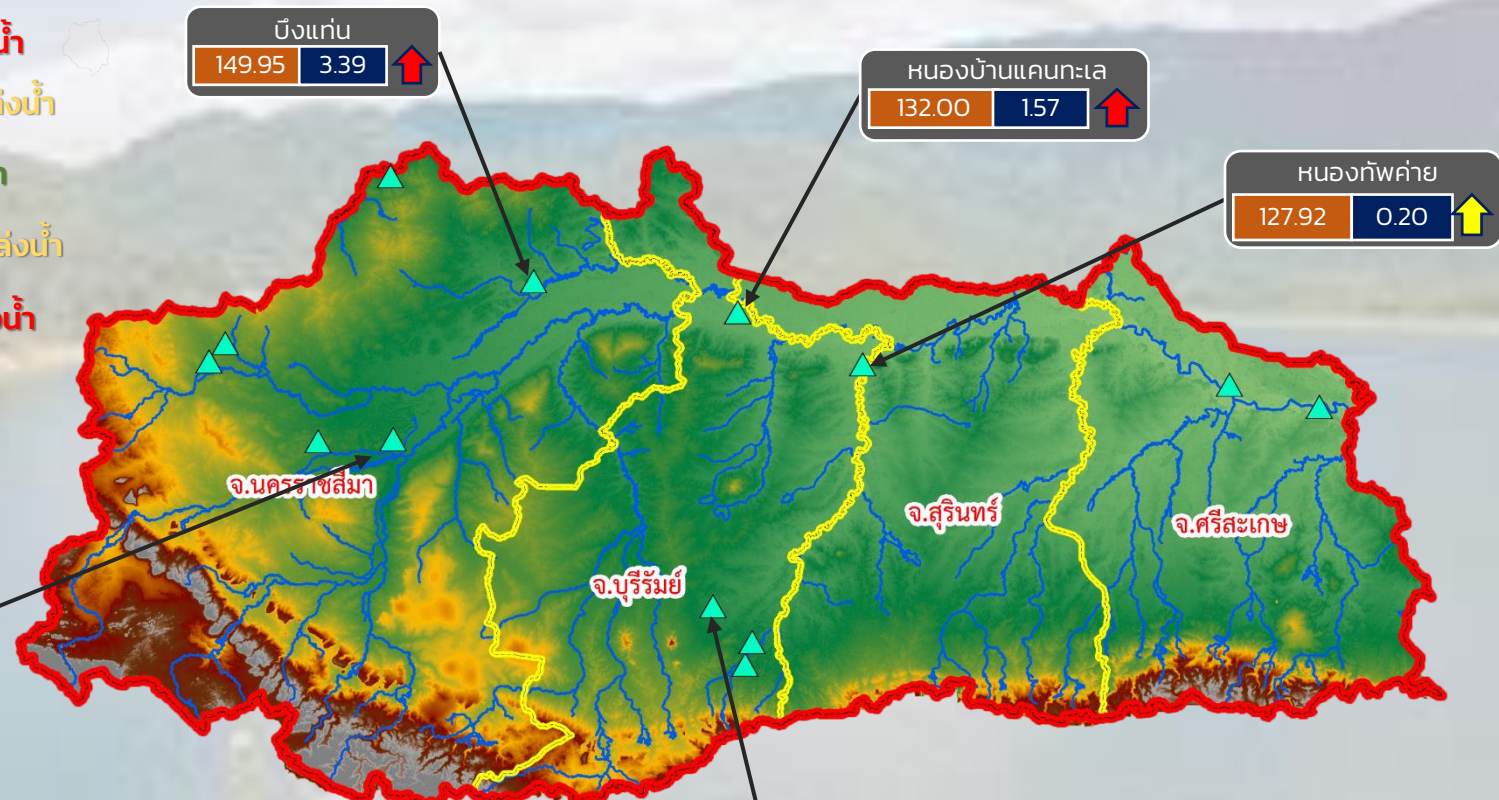 น้ำ
บึงแท่น
149.95 3.39
หนองบ้านแคนทะเล
132.00 1.57
หนองทัพค่าย
127.92 0.20
จ.นครราชสีมา
จ.บุรีรัมย์
จ.สุรินทร์
จ.ศรีสะเกษ